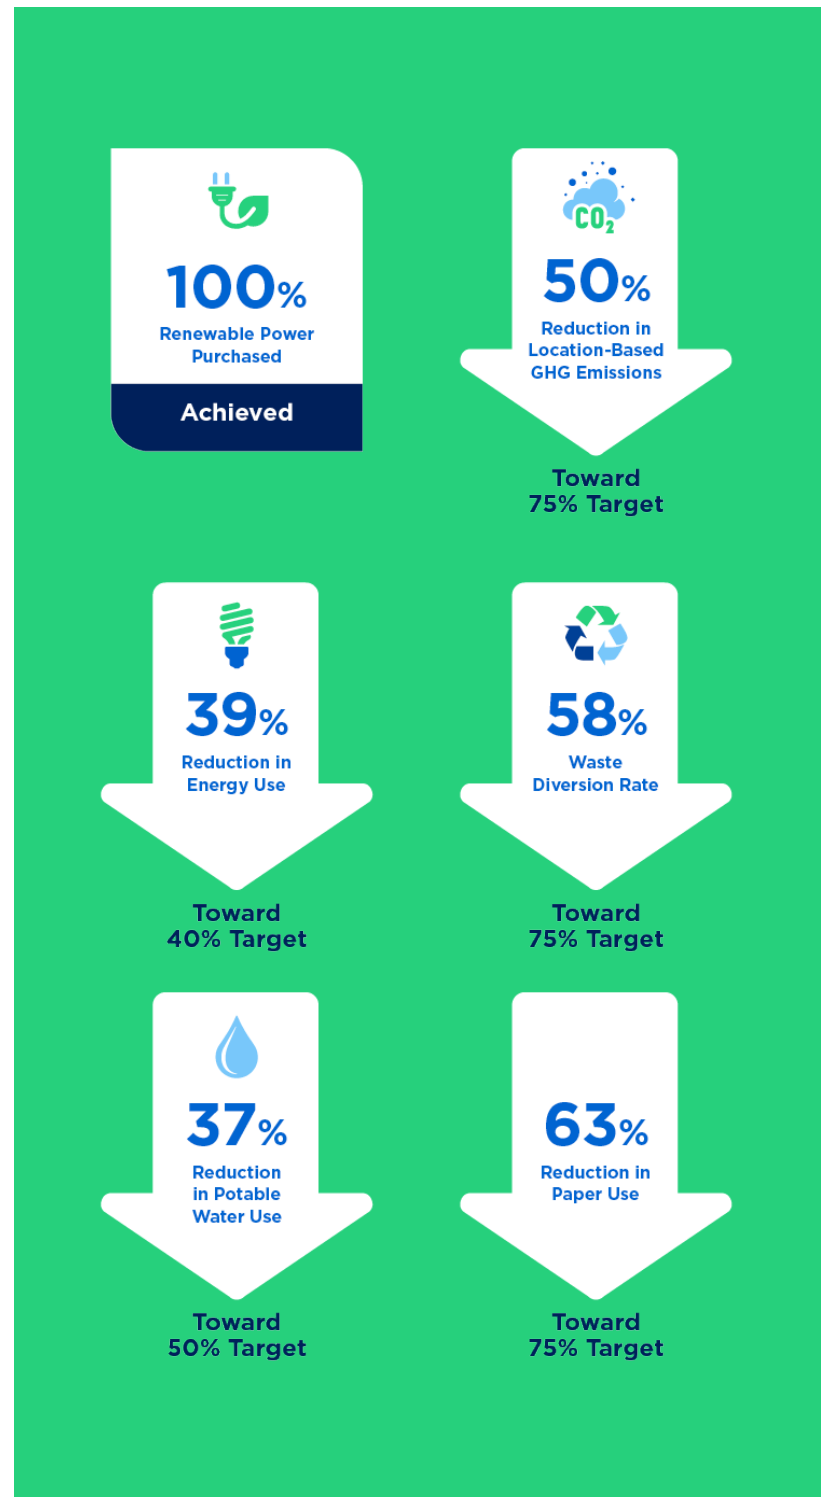 100%
Renewable Power
Purchased
Achieved
CO₂
50%
Reduction in
Location-Based
GHG Emissions
Toward
75% Target
39%
Reduction in
Energy Use
Toward
40% Target
58%
Waste
Diversion Rate
Toward
75% Target
37%
Reduction
in Potable
Water Use
Toward
50% Target
63%
Reduction in
Paper Use
Toward
75% Target